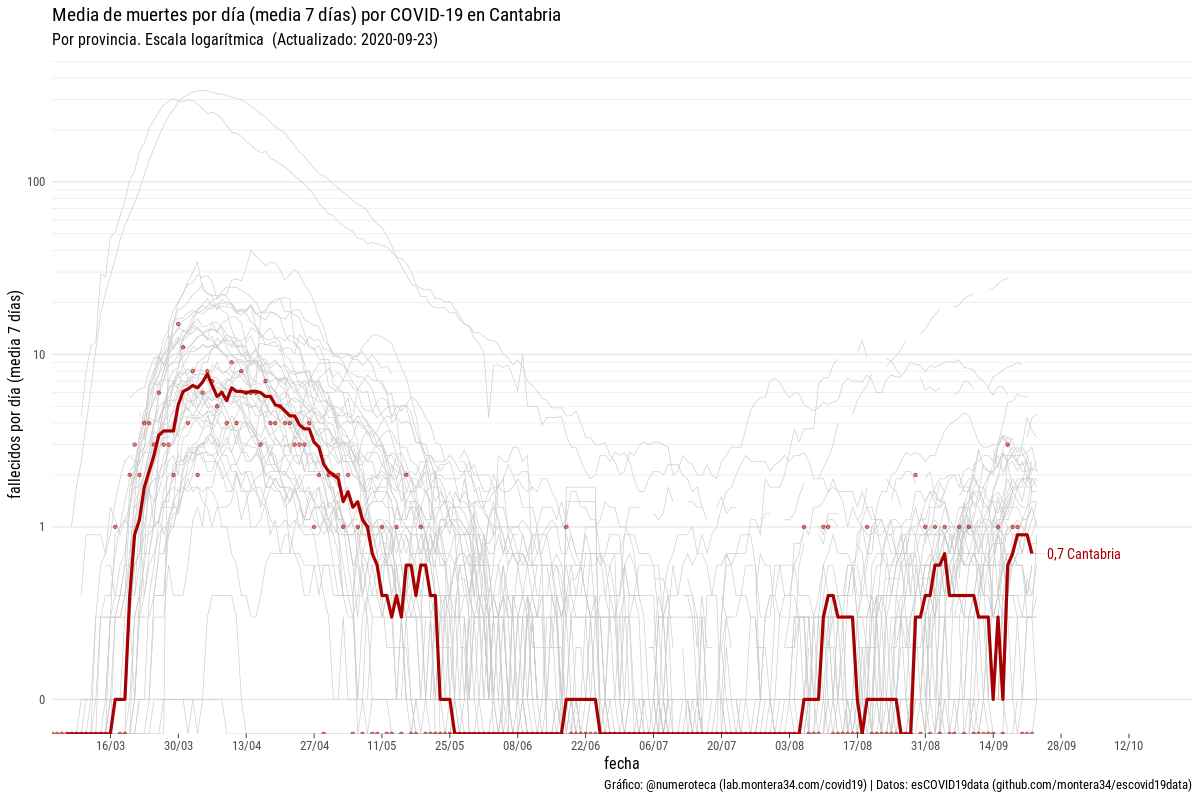 Media de muertes por día (media 7 días) por COVID-19 en Cantabria
Por provincia. Escala logarítmica (Actualizado: 2020-09-23)
fallecidos por día (media 7 días)
100
10
1
0
0,7 Cantabria
16/03 30/03 13/04 27/04 11/05 25/05 08/06 22/06 06/07 20/07 03/08 17/08 31/08 14/09 28/09 12/10
fecha
Gráfico: @numeroteca (lab.montera34.com/covid19) | Datos: esCOVID19data (github.com/montera34/escovid19data)